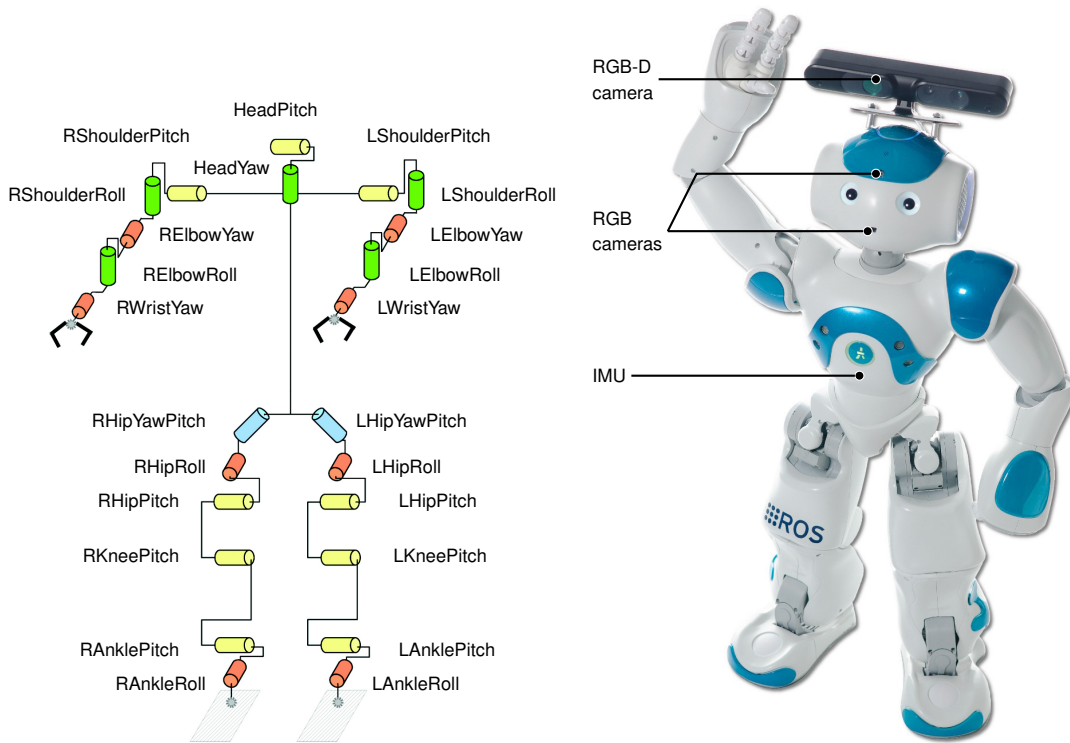 HeadPitch
RShoulderPitch
LShoulderPitch
HeadYaw
RShoulderRoll
LShoulderRoll
RElbowYaw
LElbowYaw
RElbowRoll
LElbowRoll
RWristYaw
LWristYaw
RHipYawPitch
LHipYawPitch
RHipRoll
LHipRoll
RHipPitch
LHipPitch
RKneePitch
LKneePitch
RAnklePitch
LAnklePitch
RAnkleRoll
LAnkleRoll
RGB-D
camera
RGB
cameras
IMU
ROS